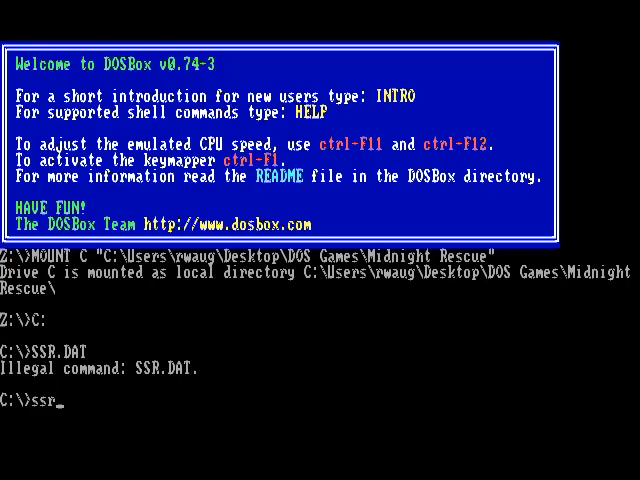 Welcome to DOSBox v0.74-3
For a short introduction for new users type: INTRO
For supported shell commands type: HELP
To adjust the emulated CPU speed, use ctrl-F11 and ctrl-F12.
To activate the keymapper ctrl-F1.
For more information read the README file in the DOSBox directory.
HAVE FUN!
The DOSBox Team http://www.dosbox.com
Z:\>MOUNT C "C:\Users\rwaug\Desktop\DOS Games\Midnight Rescue"
Drive C is mounted as local directory C:\Users\rwaug\Desktop\DOS Games\Midnight
Rescue\
Z:\>C:
C:\>SSR.DAT
Illegal command: SSR.DAT.
C:\>ssr_